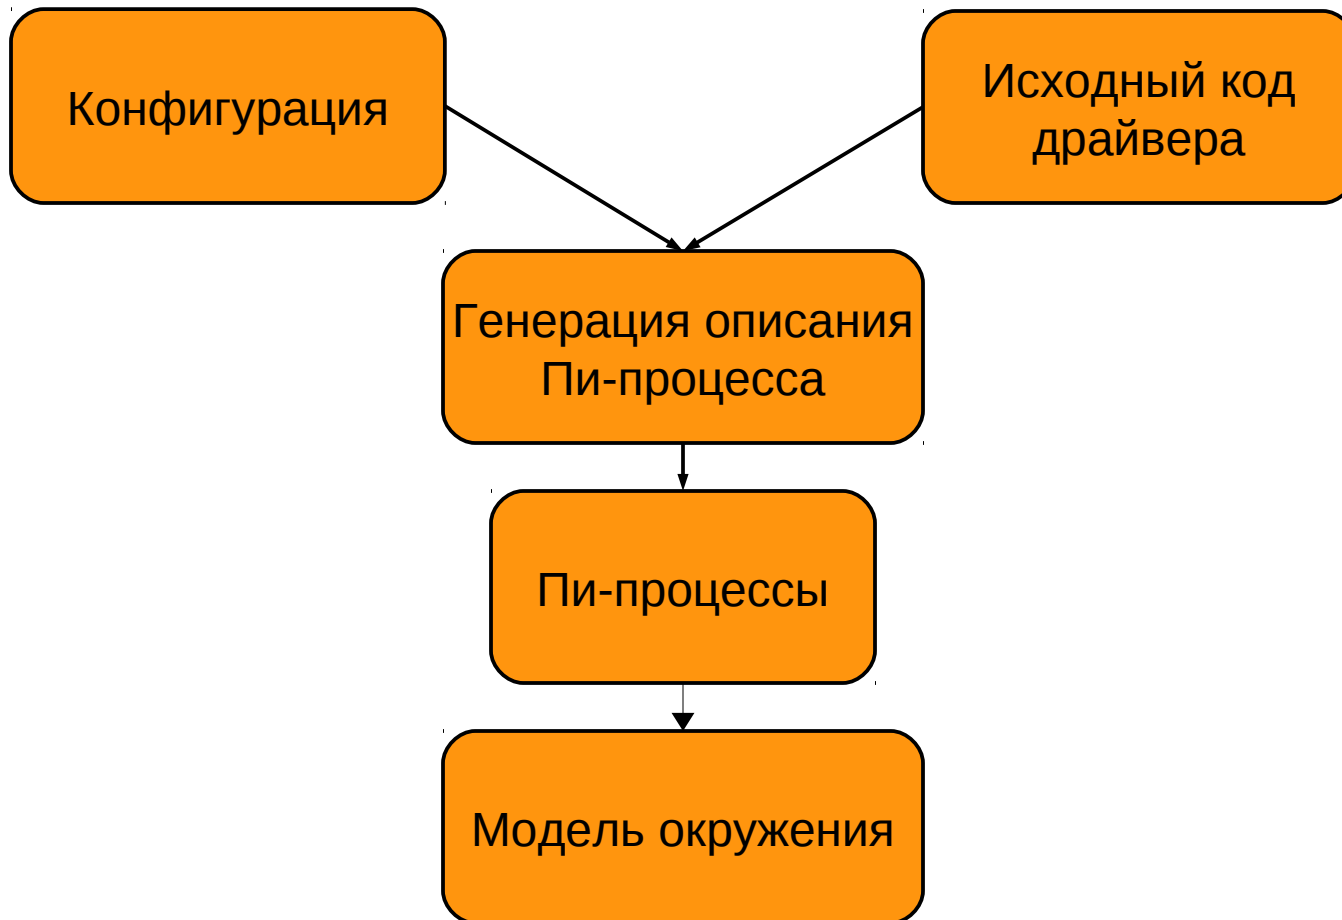 Конфигурация
Исходный код
драйвера
Генерация описания
Пи-процесса
Пи-процессы
Модель окружения